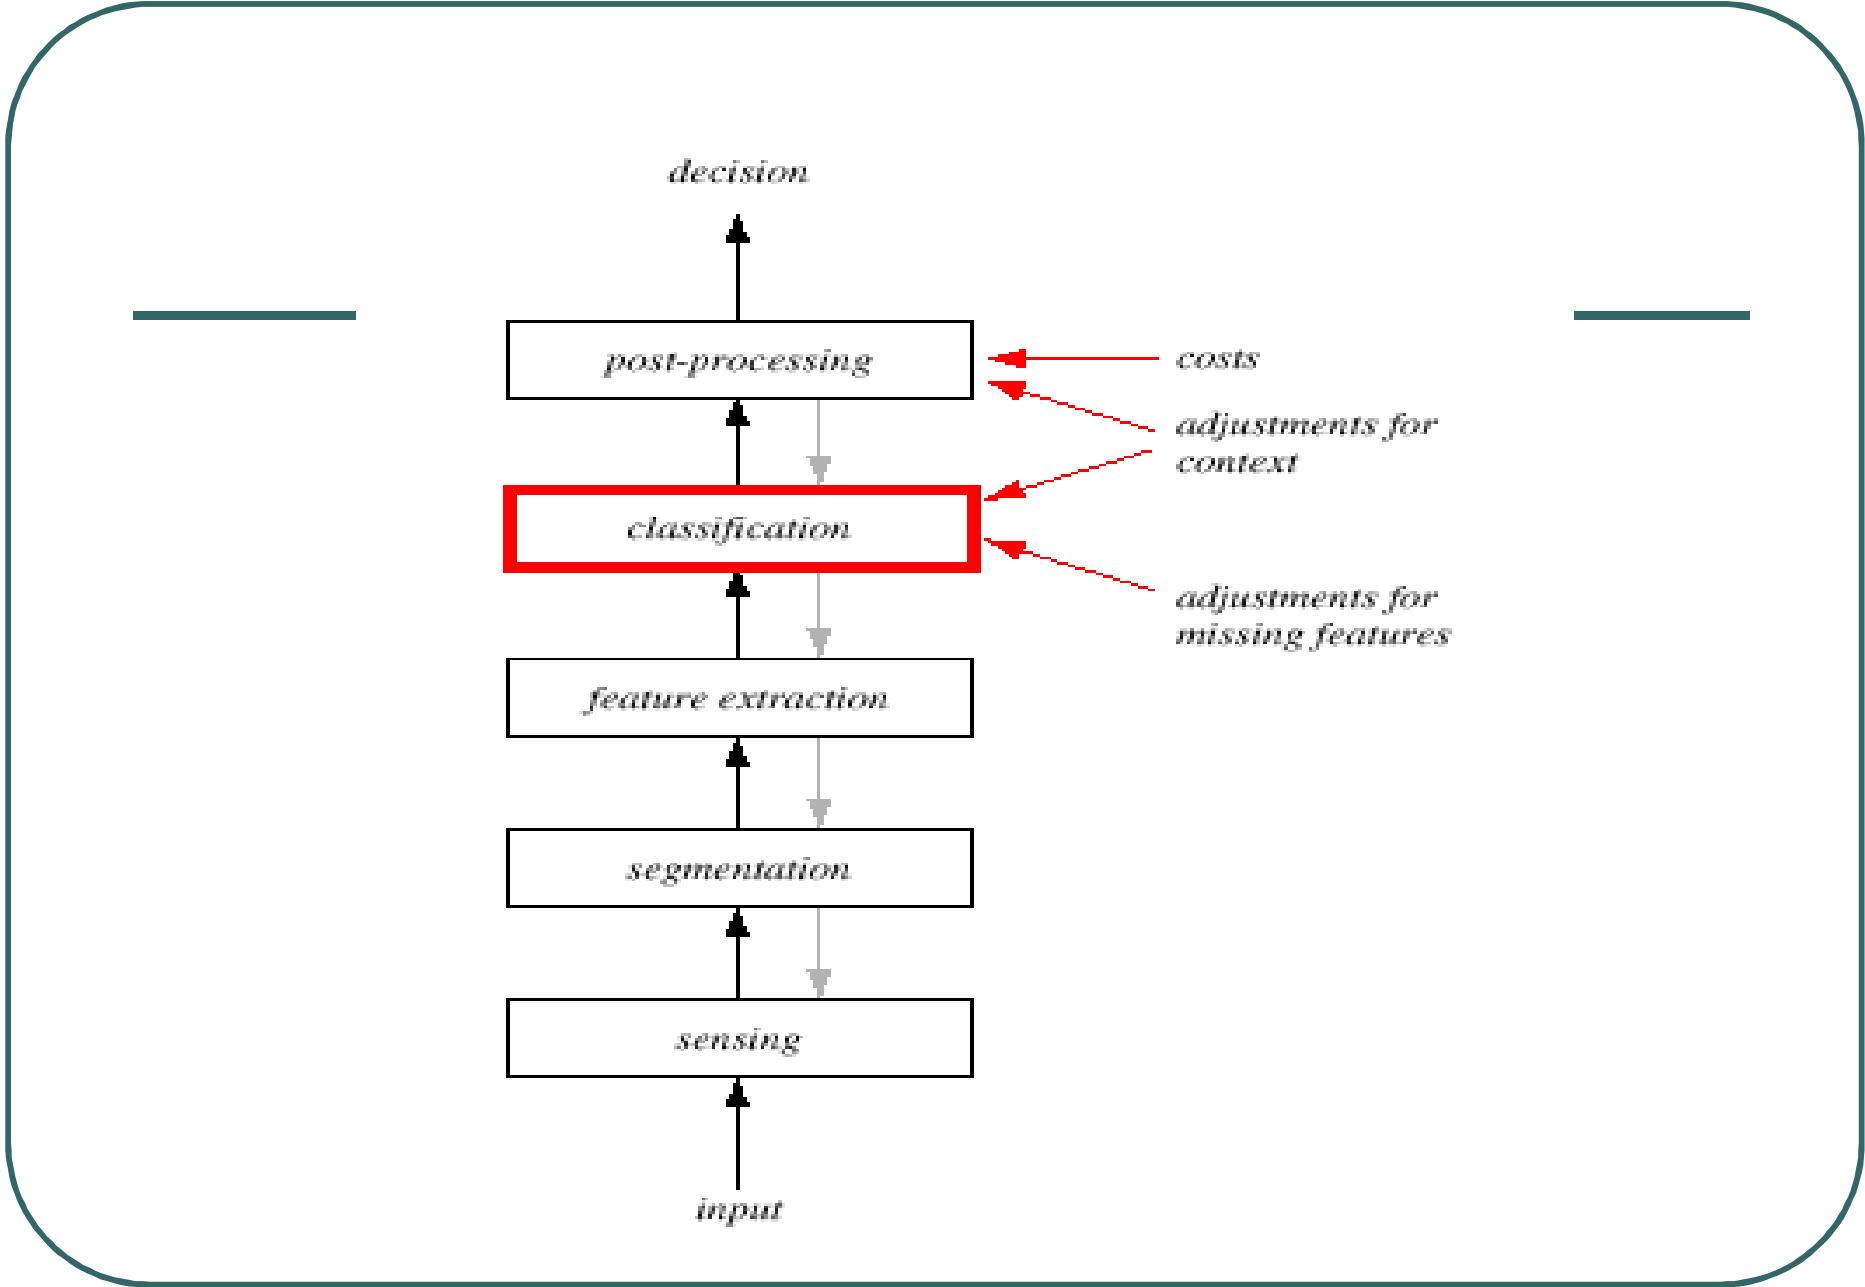 decision
post-processing
costs
adjustments for
context
classification
adjustments for
missing features
feature extraction
segmentation
sensing
input